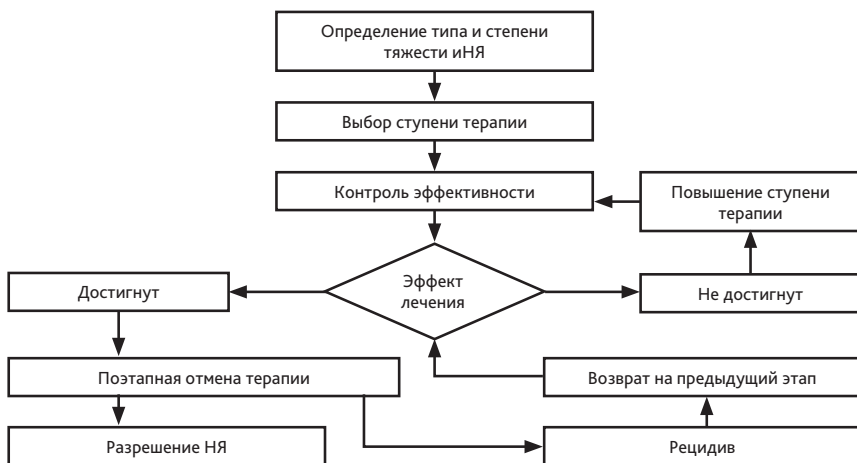 Определение типа и степени
тяжести иНЯ
Выбор ступени терапии
Контроль эффективности
Повышение ступени
терапии
Эффект
лечения
Достигнут
Не достигнут
Поэтапная отмена терапии
Возврат на предыдущий этап
Разрешение НЯ
Рецидив